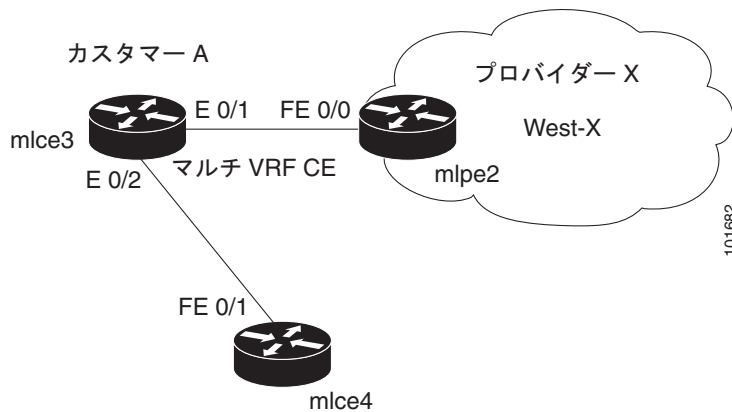 カスタマー A
プロバイダー X
E 0/1
FE 0/0
West-X
mlce3
マルチ VRF CE
mlpe2
E 0/2
101682
FE 0/1
mlce4